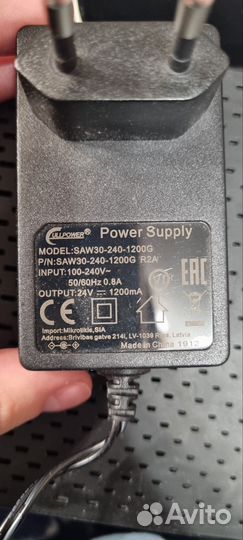 FULLPOWER® Power Supply
MODEL:SAW30-240-1200G
P/N:SAW30-240-1200G R2A
INPUT:100-240V~
50/60Hz 0.8A
OUTPUT:24V ⎓ 1200mA
EAC
Import:Mikrotikls,SIA
Address:Brivibas gatve 214i, LV-1039 Riga, Latvia
Made in China 1912
Avito